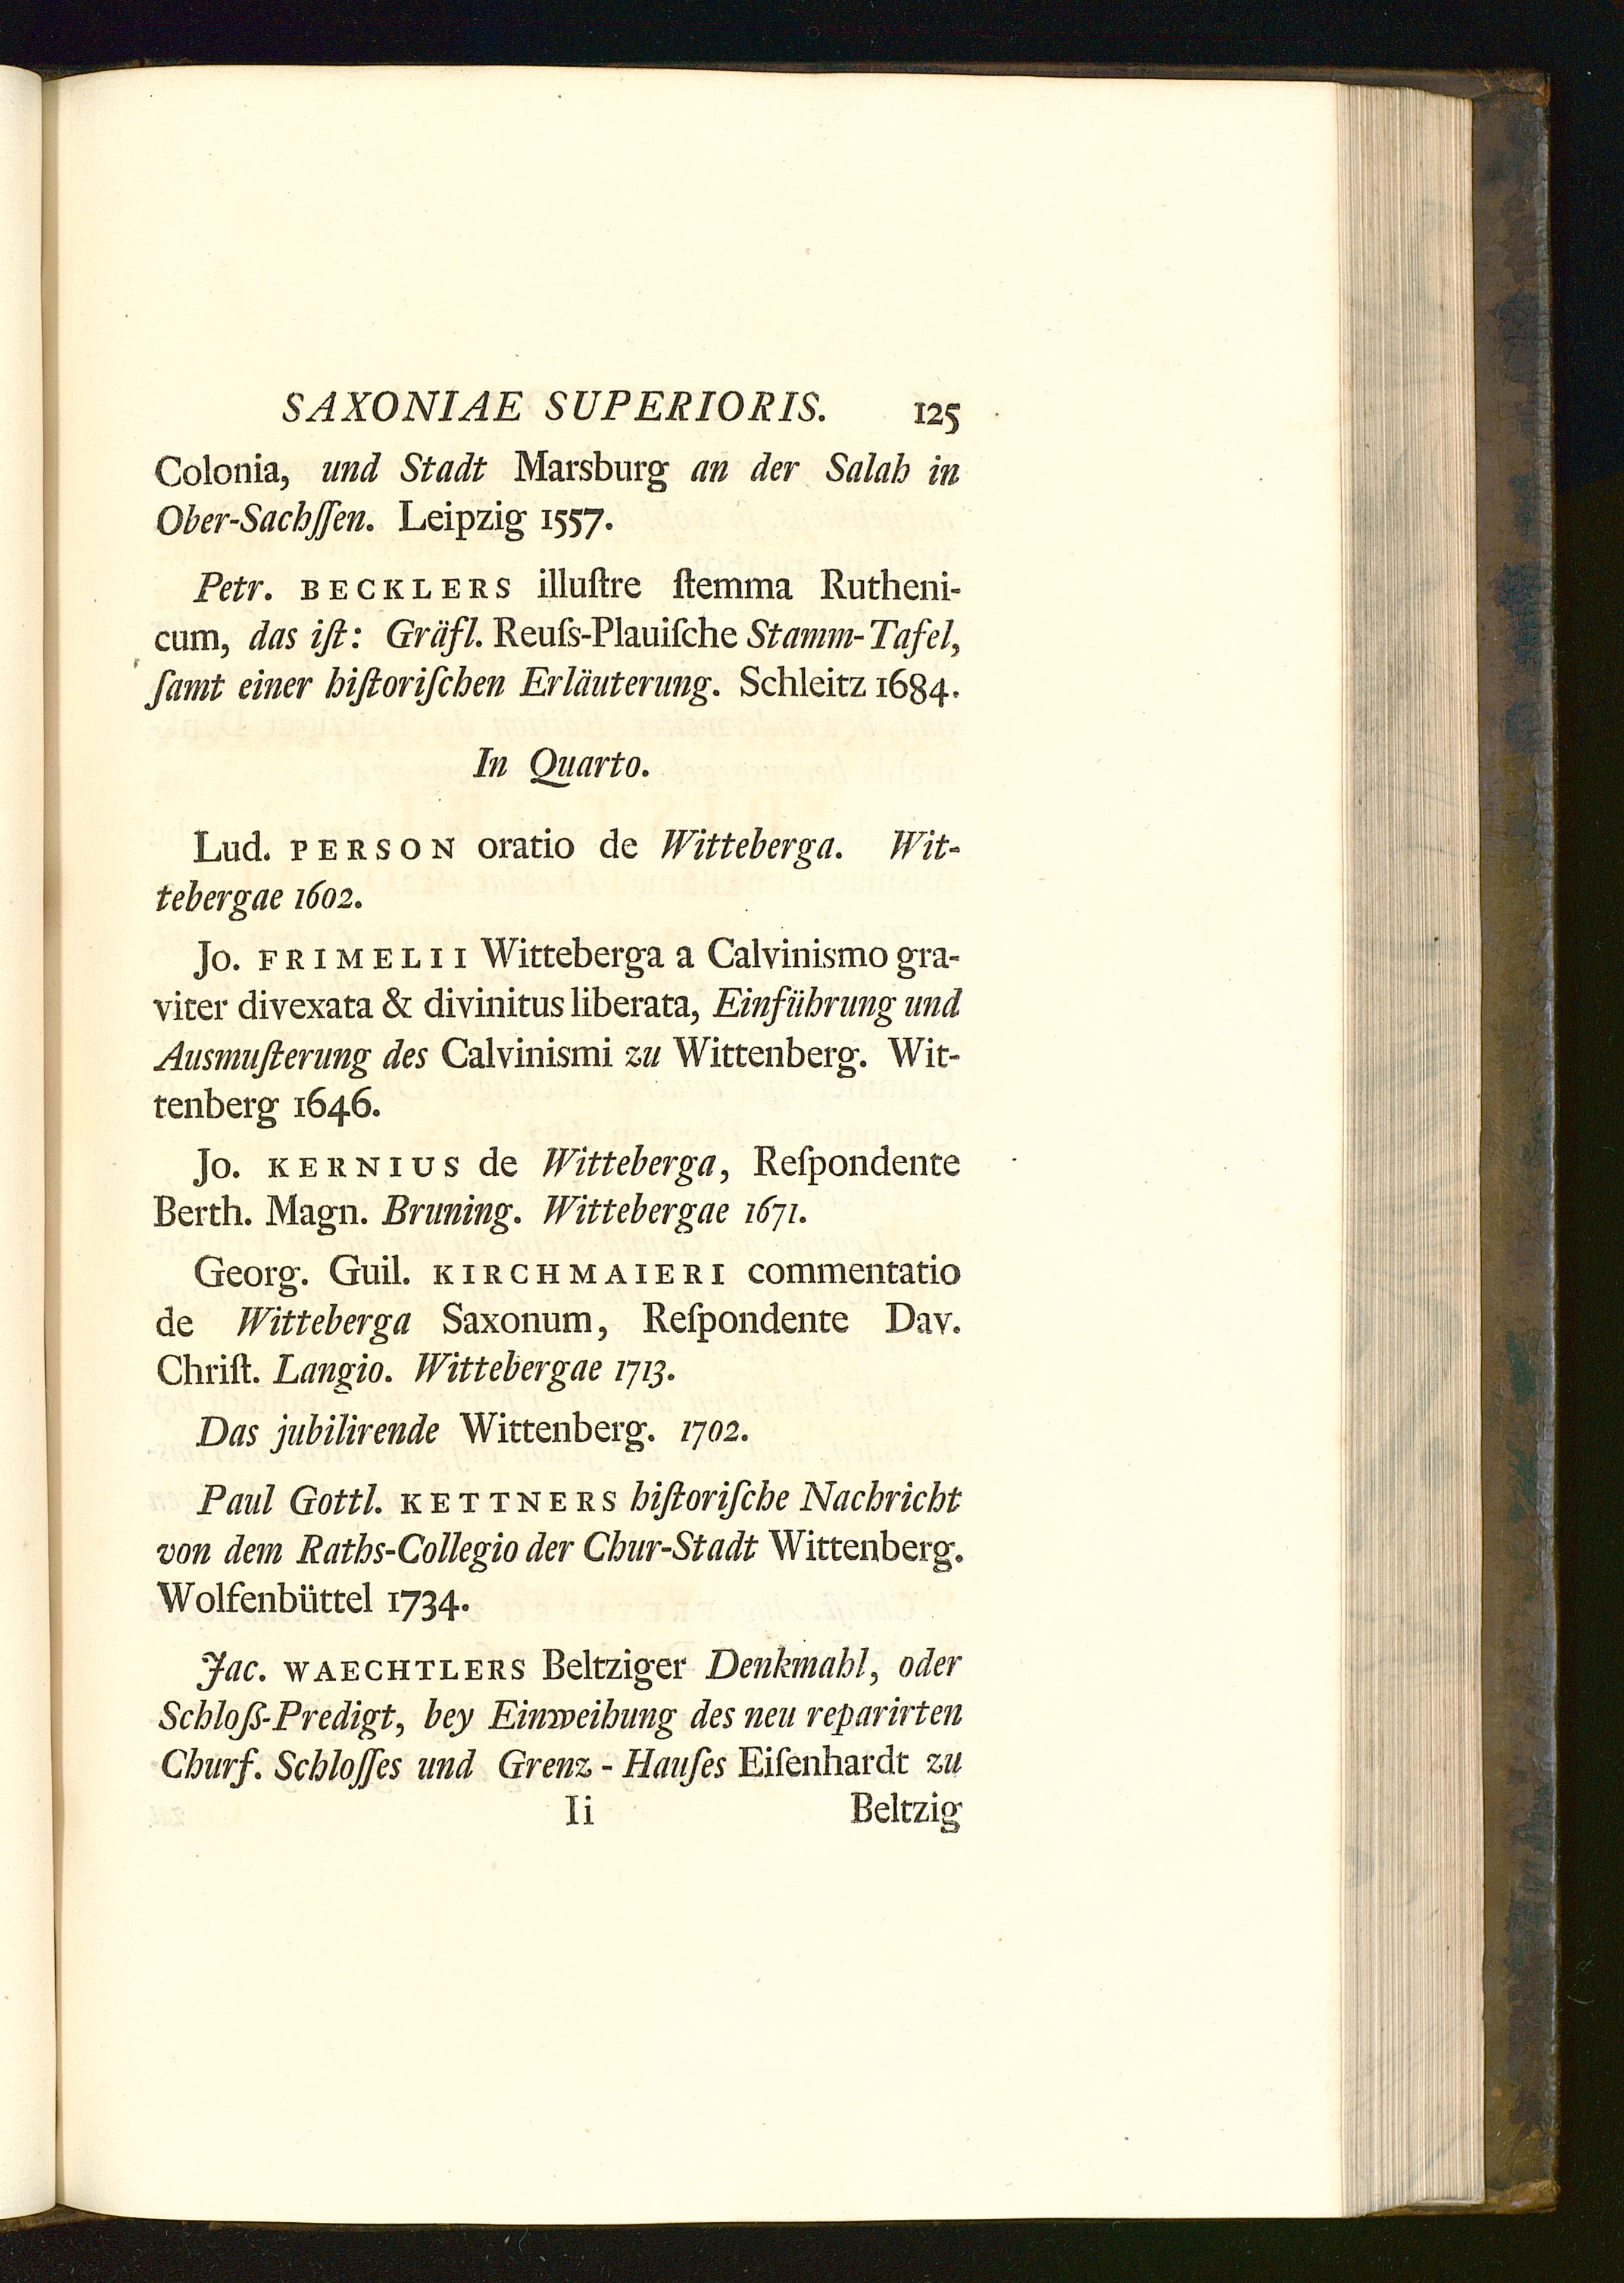 SAXONIAE SUPERIORIS. 125
Colonia, und Stadt Marsburg an der Salah in
Ober-Sachſſen. Leipzig 1557.
Petr. BECKLERS illuſtre ſtemma Rutheni-
cum, das iſt: Gräfl. Reuſs-Plauiſche Stamm-Tafel,
ſamt einer hiſtoriſchen Erläuterung. Schleitz 1684.
In Quarto.
Lud. PERSON oratio de Witteberga. Wit-
tebergae 1602.
Jo. FRIMELII Witteberga a Calvinismo gra-
viter divexata & divinitus liberata, Einführung und
Ausmuſterung des Calvinismi zu Wittenberg. Wit-
tenberg 1646.
Jo. KERNIUS de Witteberga, Reſpondente
Berth. Magn. Bruning. Wittebergae 1671.
Georg. Guil. KIRCHMAIERI commentatio
de Witteberga Saxonum, Reſpondente Dav.
Chriſt. Langio. Wittebergae 1713.
Das jubilirende Wittenberg. 1702.
Paul Gottl. KETTNERS hiſtoriſche Nachricht
von dem Raths-Collegio der Chur-Stadt Wittenberg.
Wolfenbüttel 1734.
Jac. WAECHTLERS Beltziger Denkmahl, oder
Schloß-Predigt, bey Einweihung des neu reparirten
Churf. Schloſſes und Grenz-Hauſes Eiſenhardt zu
Ii Beltzig